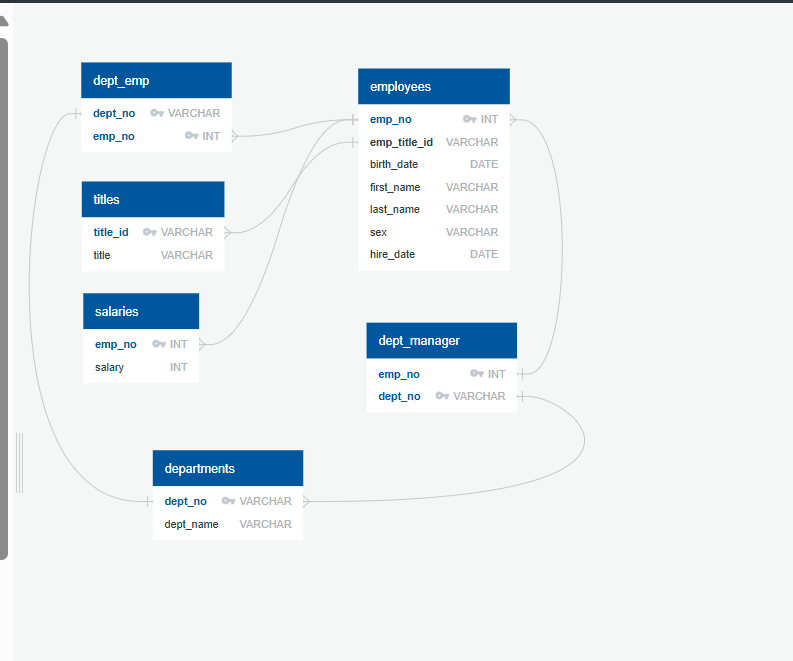 dept_emp
dept_no VARCHAR
emp_no INT
titles
title_id VARCHAR
title VARCHAR
salaries
emp_no INT
salary INT
employees
emp_no INT
emp_title_id VARCHAR
birth_date DATE
first_name VARCHAR
last_name VARCHAR
sex VARCHAR
hire_date DATE
dept_manager
emp_no INT
dept_no VARCHAR
departments
dept_no VARCHAR
dept_name VARCHAR